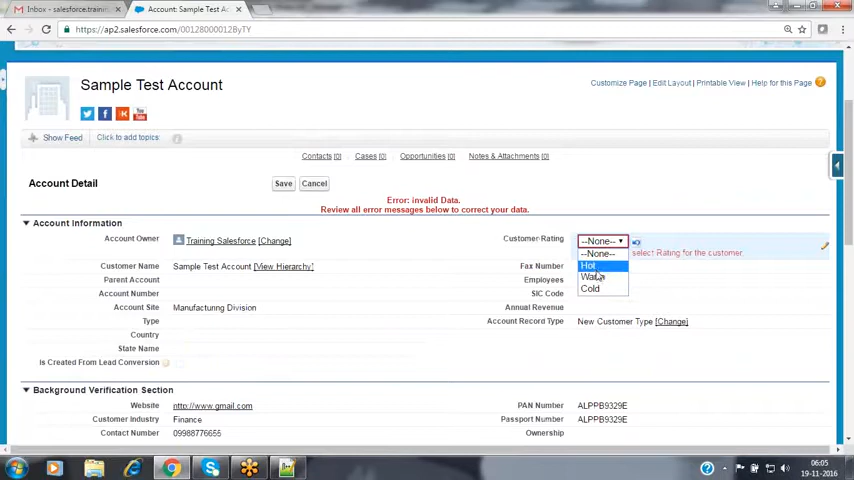 Inbox - salesforce.trainin
Account: Sample Test Ac
https://ap2.salesforce.com/00128000012ByTY
Sample Test Account
Customize Page | Edit Layout | Printable View | Help for this Page
Show Feed
Click to add topics:
Contacts [0]
Cases [0]
Opportunities [0]
Notes & Attachments [0]
Account Detail
Save
Cancel
Error: Invalid Data.
Review all error messages below to correct your data.
Account Information
Account Owner
Training Salesforce [Change]
Customer-Rating
--None--
--None--
Hot
Warm
Cold
select Rating for the customer.
Customer Name
Sample Test Account [View Hierarchy]
Fax Number
Parent Account
Employees
Account Number
SIC Code
Account Site
Manufacturing Division
Annual Revenue
Type
Account Record Type
New Customer Type [Change]
Country
State Name
Is Created From Lead Conversion
Background Verification Section
Website
http://www.gmail.com
PAN Number
ALPPB9329E
Customer Industry
Finance
Passport Number
ALPPB9329E
Contact Number
09988776655
Ownership
06:05
19-11-2016